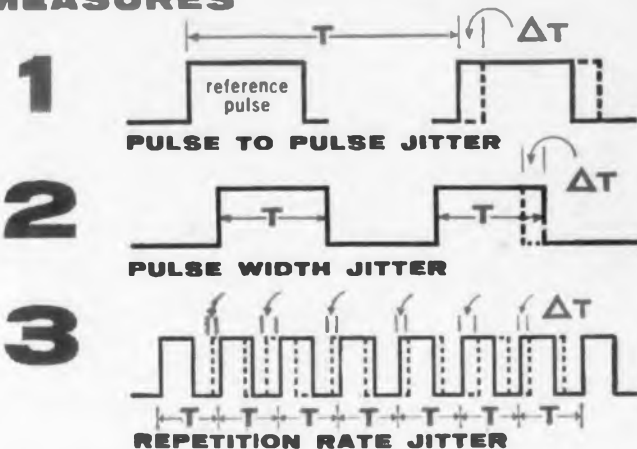 MEASURES
1
T
ΔT
reference
pulse
PULSE TO PULSE JITTER
2
T
T
ΔT
PULSE WIDTH JITTER
3
ΔT
T T T T T T T
REPETITION RATE JITTER